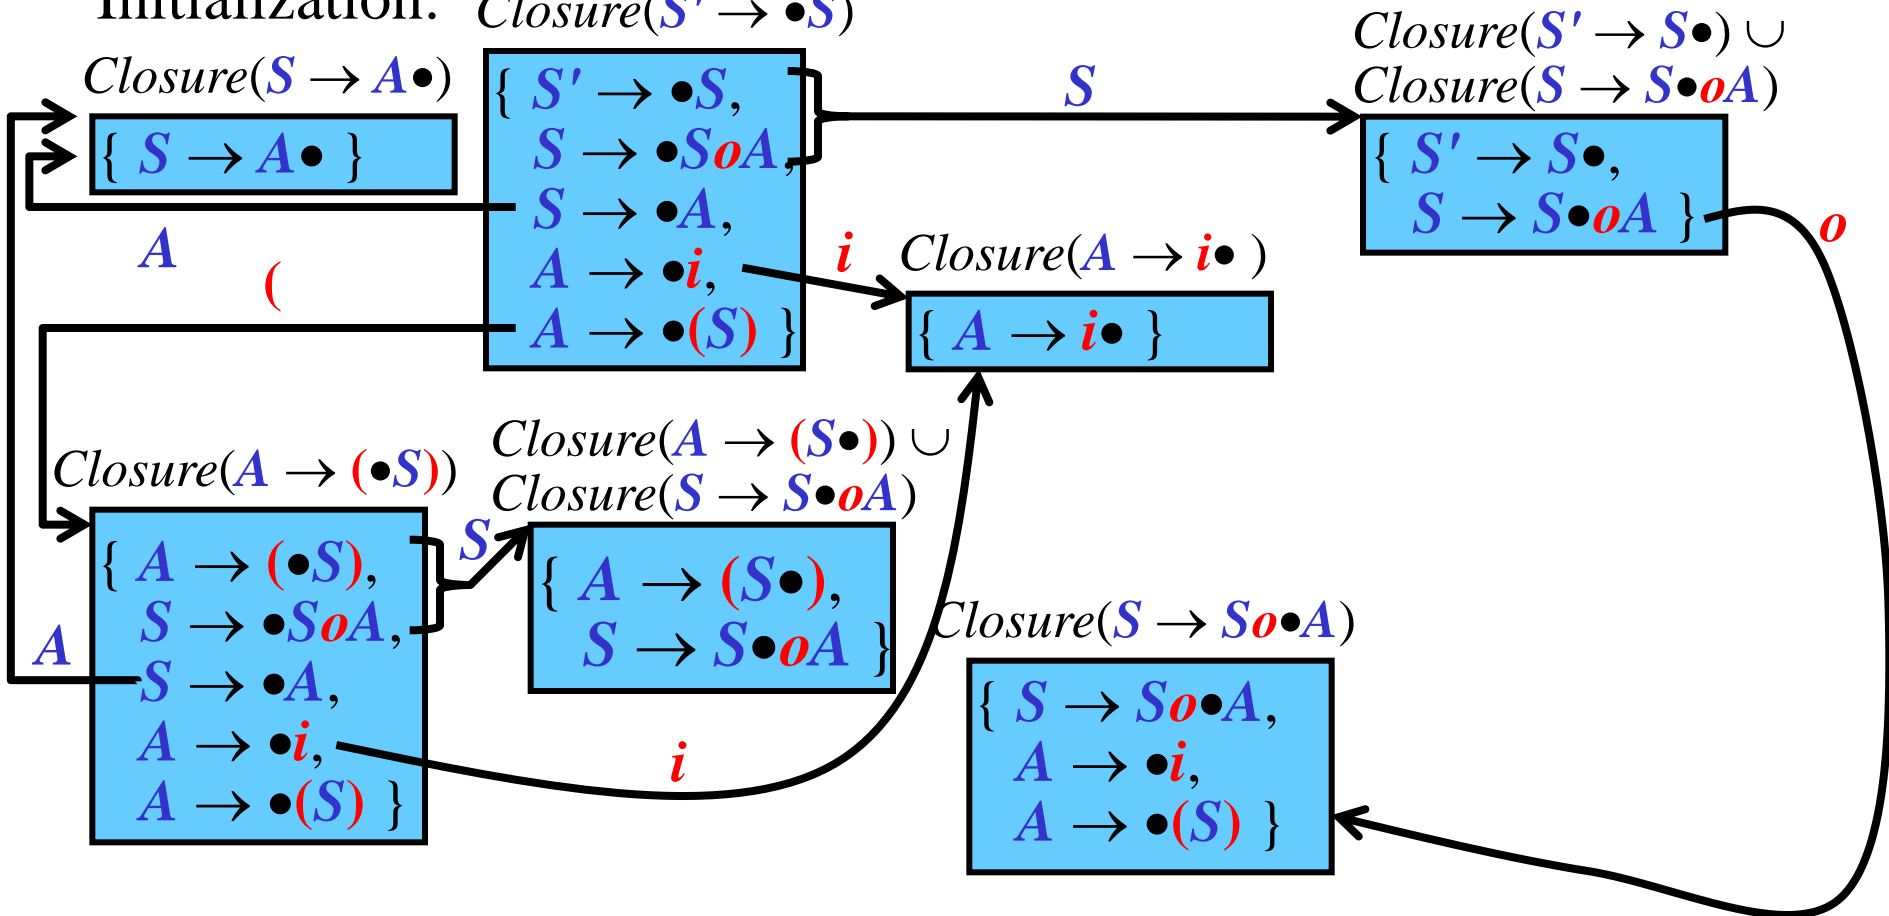 Initialization:
Closure(S′ → •S)
Closure(S → A•)
{ S → A• }
{ S′ → •S,
S → •SoA,
S → •A,
A → •i,
A → •(S) }
S
Closure(S′ → S•) ∪
Closure(S → S•oA)
{ S′ → S•,
S → S•oA }
o
A
(
i
Closure(A → i• )
{ A → i• }
Closure(A → (•S))
{ A → (•S),
S → •SoA,
S → •A,
A → •i,
A → •(S) }
A
S
Closure(A → (S•)) ∪
Closure(S → S•oA)
{ A → (S•),
S → S•oA }
i
Closure(S → So•A)
{ S → So•A,
A → •i,
A → •(S) }